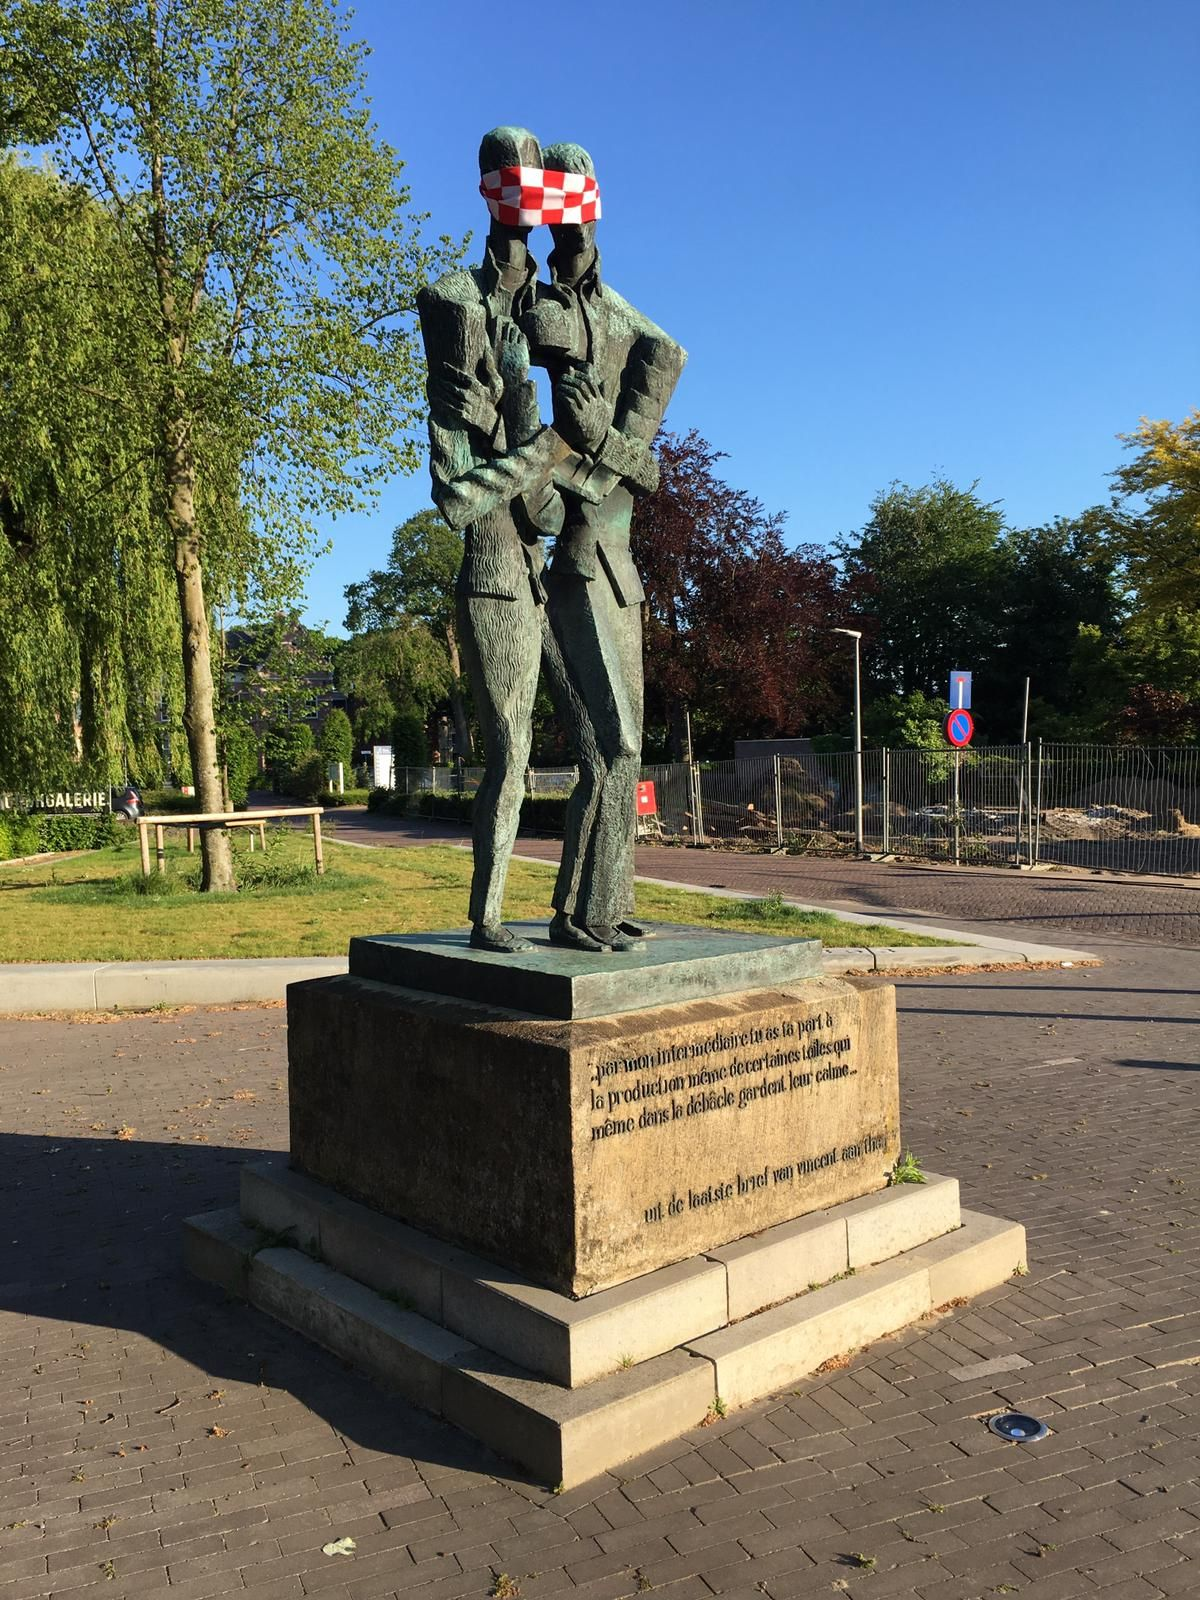 GALERIE
„par mon intermédiaire tu as ta part à
la production même de certaines toiles qui
même dans la débâcle gardent leur calme...
uit de laatste brief van vincent aan theo